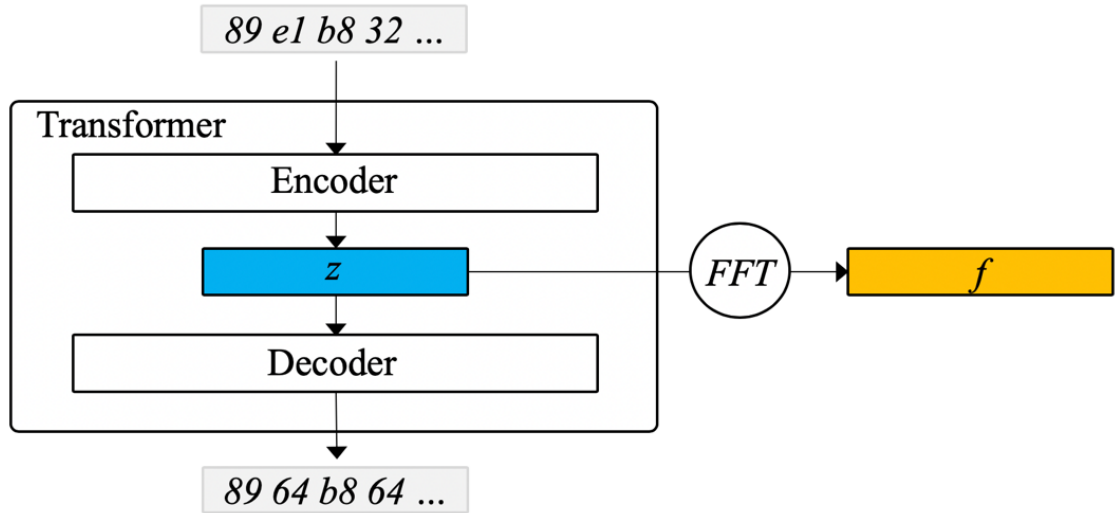 89 e1 b8 32 ...
Transformer
Encoder
z
FFT
f
Decoder
89 64 b8 64 ...